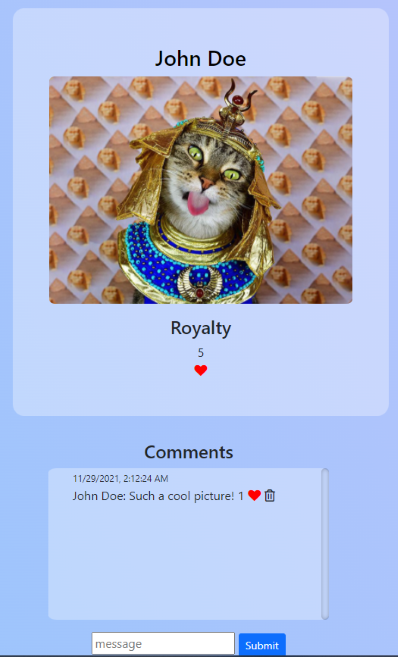 John Doe
Royalty
5
Comments
11/29/2021, 2:12:24 AM
John Doe: Such a cool picture! 1
message
Submit